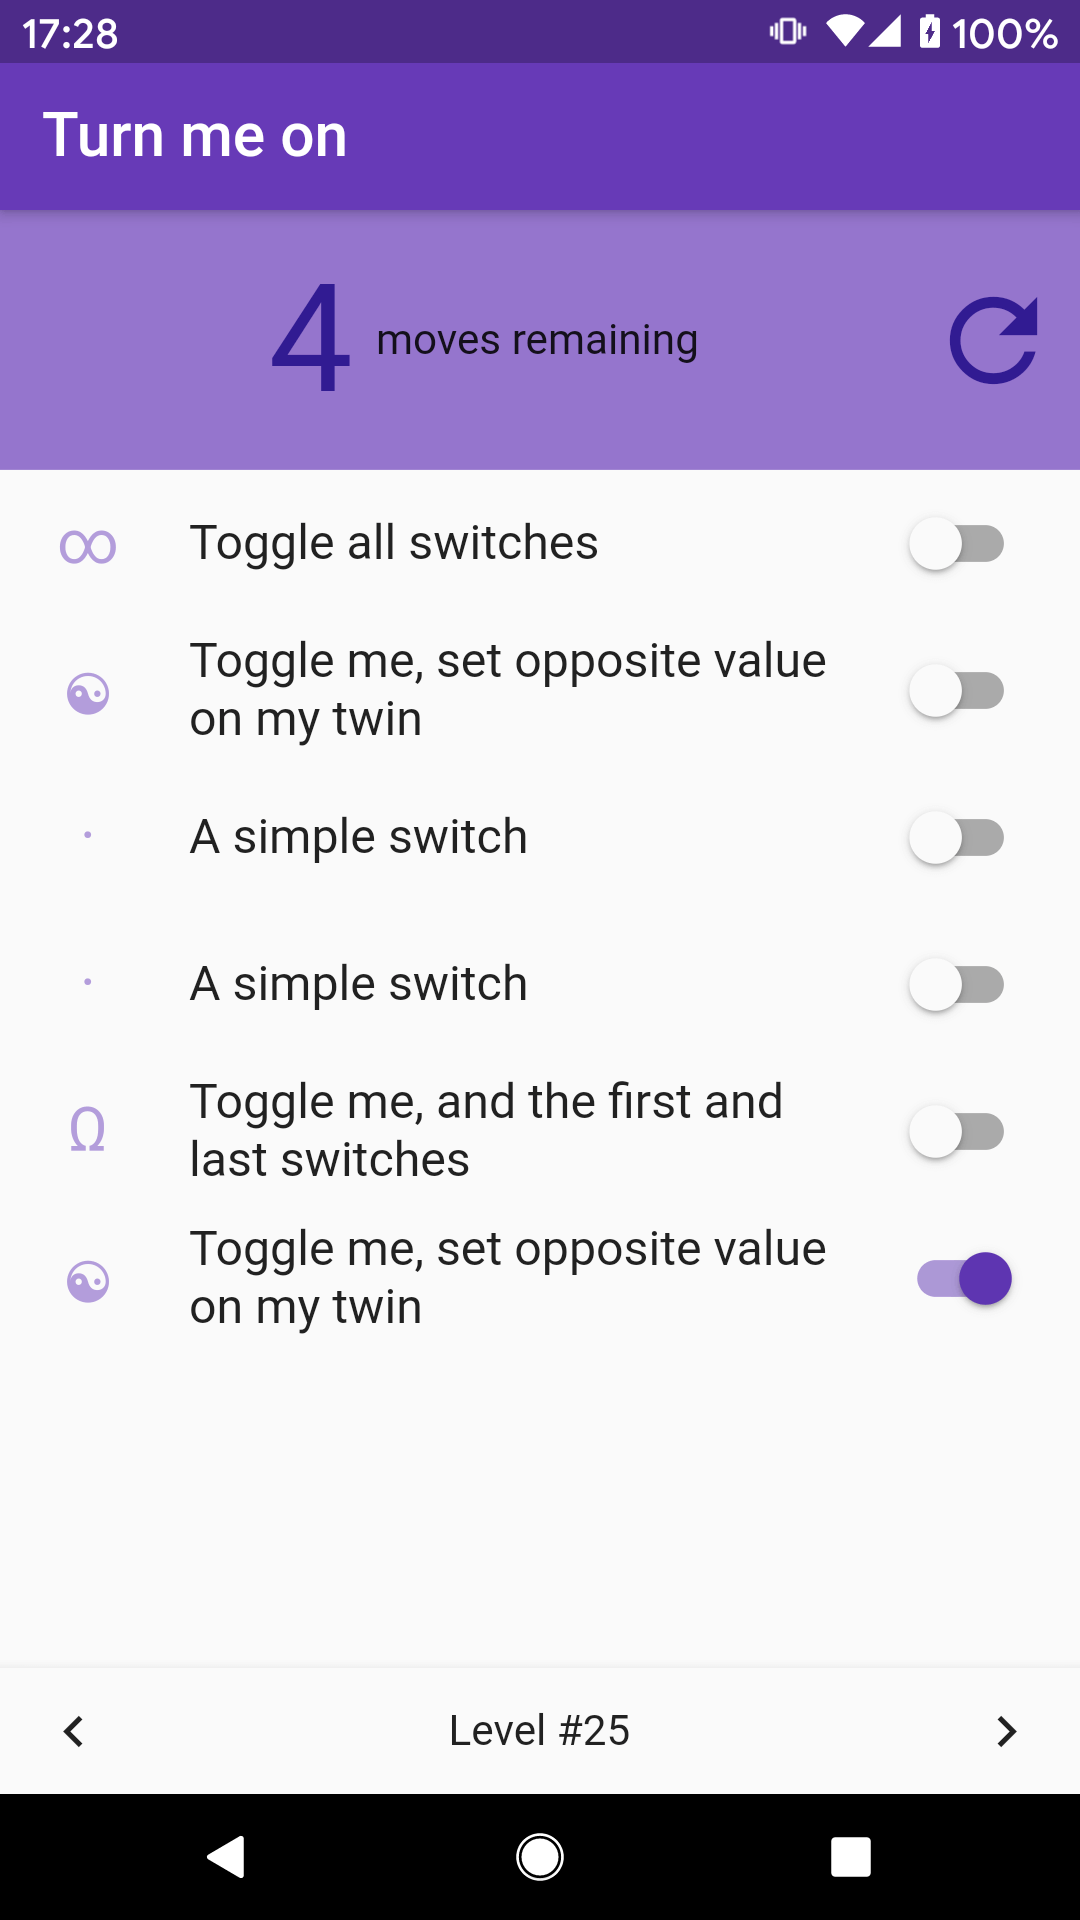 17:28 100%
Turn me on
4 moves remaining
∞ Toggle all switches
☯ Toggle me, set opposite value
on my twin
· A simple switch
· A simple switch
Ω Toggle me, and the first and
last switches
☯ Toggle me, set opposite value
on my twin
Level #25